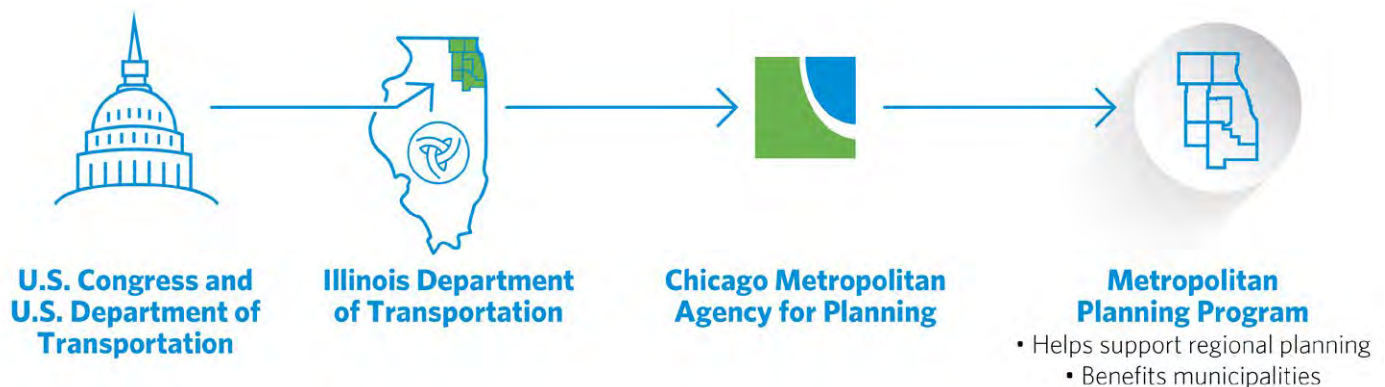 U.S. Congress and
U.S. Department of
Transportation
Illinois Department
of Transportation
Chicago Metropolitan
Agency for Planning
Metropolitan
Planning Program
• Helps support regional planning
• Benefits municipalities